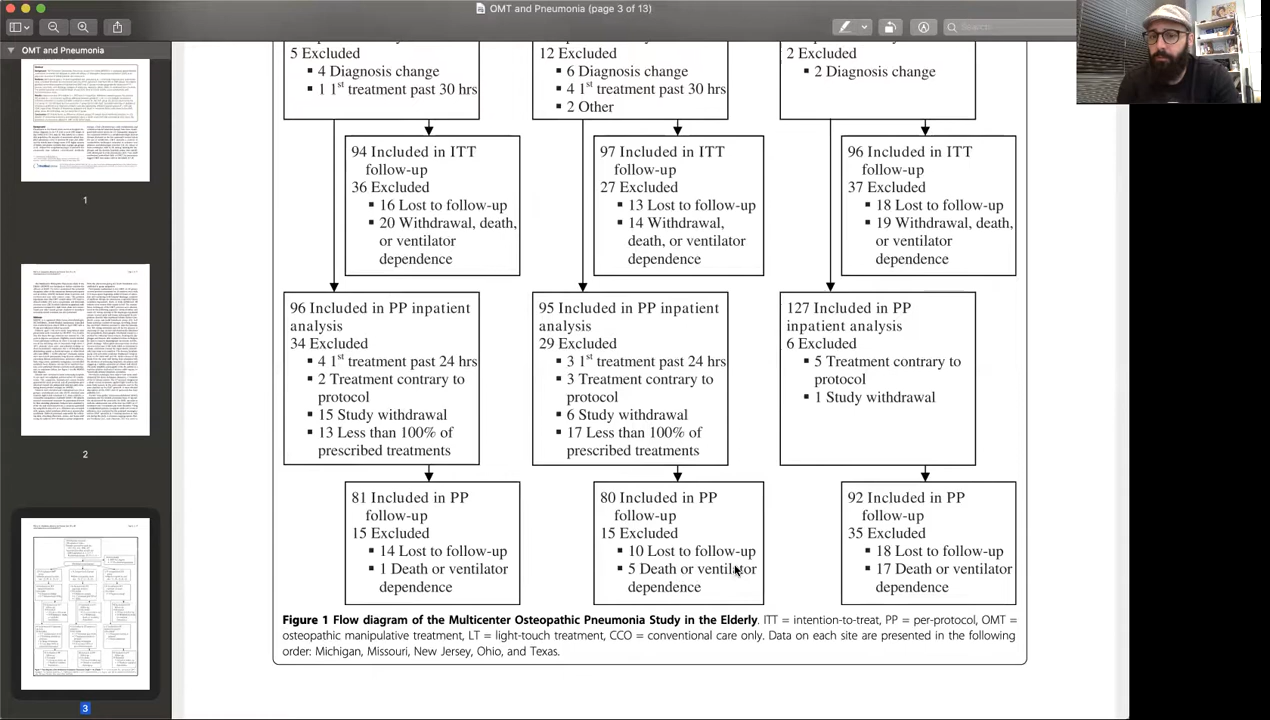 OMT and Pneumonia (page 3 of 13)
Search
OMT and Pneumonia
1
2
3
5 Excluded
▪ 4 Diagnosis change
▪ 1 1st treatment past 30 hrs
12 Excluded
▪ 6 Diagnosis change
▪ 4 1st treatment past 30 hrs
▪ 2 Other
2 Excluded
▪ 2 Diagnosis change
94 Included in ITT
follow-up
36 Excluded
▪ 16 Lost to follow-up
▪ 20 Withdrawal, death,
or ventilator
dependence
97 Included in ITT
follow-up
27 Excluded
▪ 13 Lost to follow-up
▪ 14 Withdrawal,
death, or ventilator
dependence
96 Included in ITT
follow-up
37 Excluded
▪ 18 Lost to follow-up
▪ 19 Withdrawal, death,
or ventilator
dependence
96 Included in PP inpatient
analysis
34 Excluded
▪ 4 1st treatment past 24 hrs
▪ 2 Treatment contrary to
protocol
▪ 15 Study withdrawal
▪ 13 Less than 100% of
prescribed treatments
95 Included in PP inpatient
analysis
29 Excluded
▪ 3 1st treatment past 24 hrs
▪ 3 Treatment contrary to
protocol
▪ 6 Study withdrawal
▪ 17 Less than 100% of
prescribed treatments
127 Included in PP
inpatient analysis
6 Excluded
▪ 5 Treatment contrary to
protocol
▪ 1 Study withdrawal
81 Included in PP
follow-up
15 Excluded
▪ 14 Lost to follow-up
▪ 1 Death or ventilator
dependence
80 Included in PP
follow-up
15 Excluded
▪ 10 Lost to follow-up
▪ 5 Death or ventilator
dependence
92 Included in PP
follow-up
35 Excluded
▪ 18 Lost to follow-up
▪ 17 Death or ventilator
dependence
Figure 1 Flow diagram of the Multicenter Osteopathic Pneumonia Study in the Elderly. ITT = intention-to-treat, PP = per-protocol, OMT =
osteopathic manipulative treatment, LT = light-touch treatment, CCO = conventional care only. Data on each site are presented in the following
order: Michigan, Missouri, New Jersey, Ohio, and Texas.